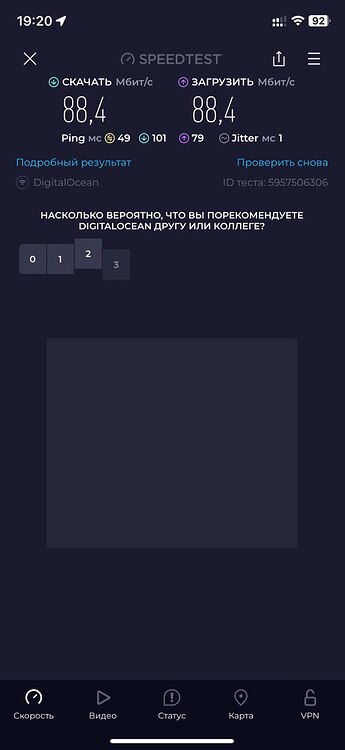 19:20
92
SPEEDTEST
СКАЧАТЬ Мбит/с ЗАГРУЗИТЬ Мбит/с
88,4 88,4
Ping мс 49 101 79 Jitter мс 1
Подробный результат Проверить снова
DigitalOcean ID теста: 5957506306
НАСКОЛЬКО ВЕРОЯТНО, ЧТО ВЫ ПОРЕКОМЕНДУЕТЕ
DIGITALOCEAN ДРУГУ ИЛИ КОЛЛЕГЕ?
0 1 2 3
Скорость Видео Статус Карта VPN